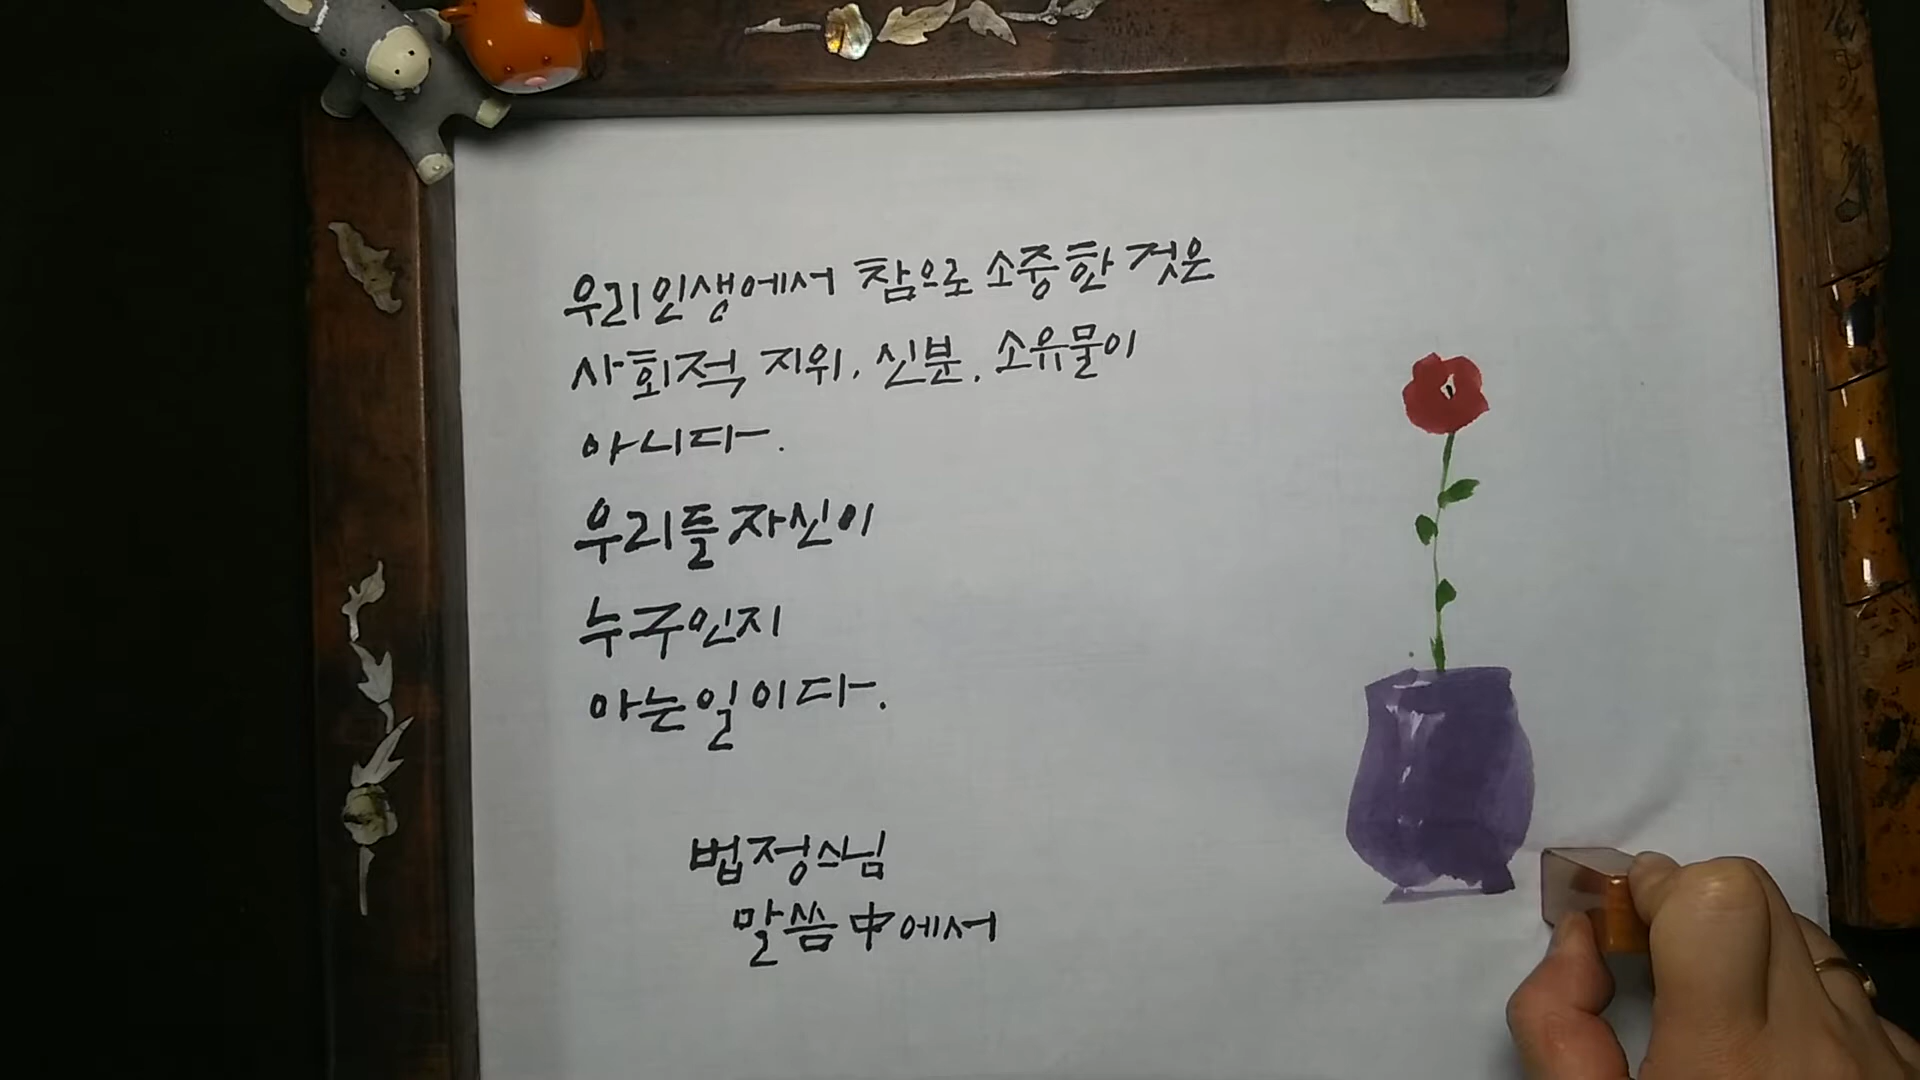 우리 인생에서 참으로 소중한 것은
사회적 지위, 신분, 소유물이
아니다.
우리들 자신이
누구인지
아는 일이다.
법정스님
말씀 中에서